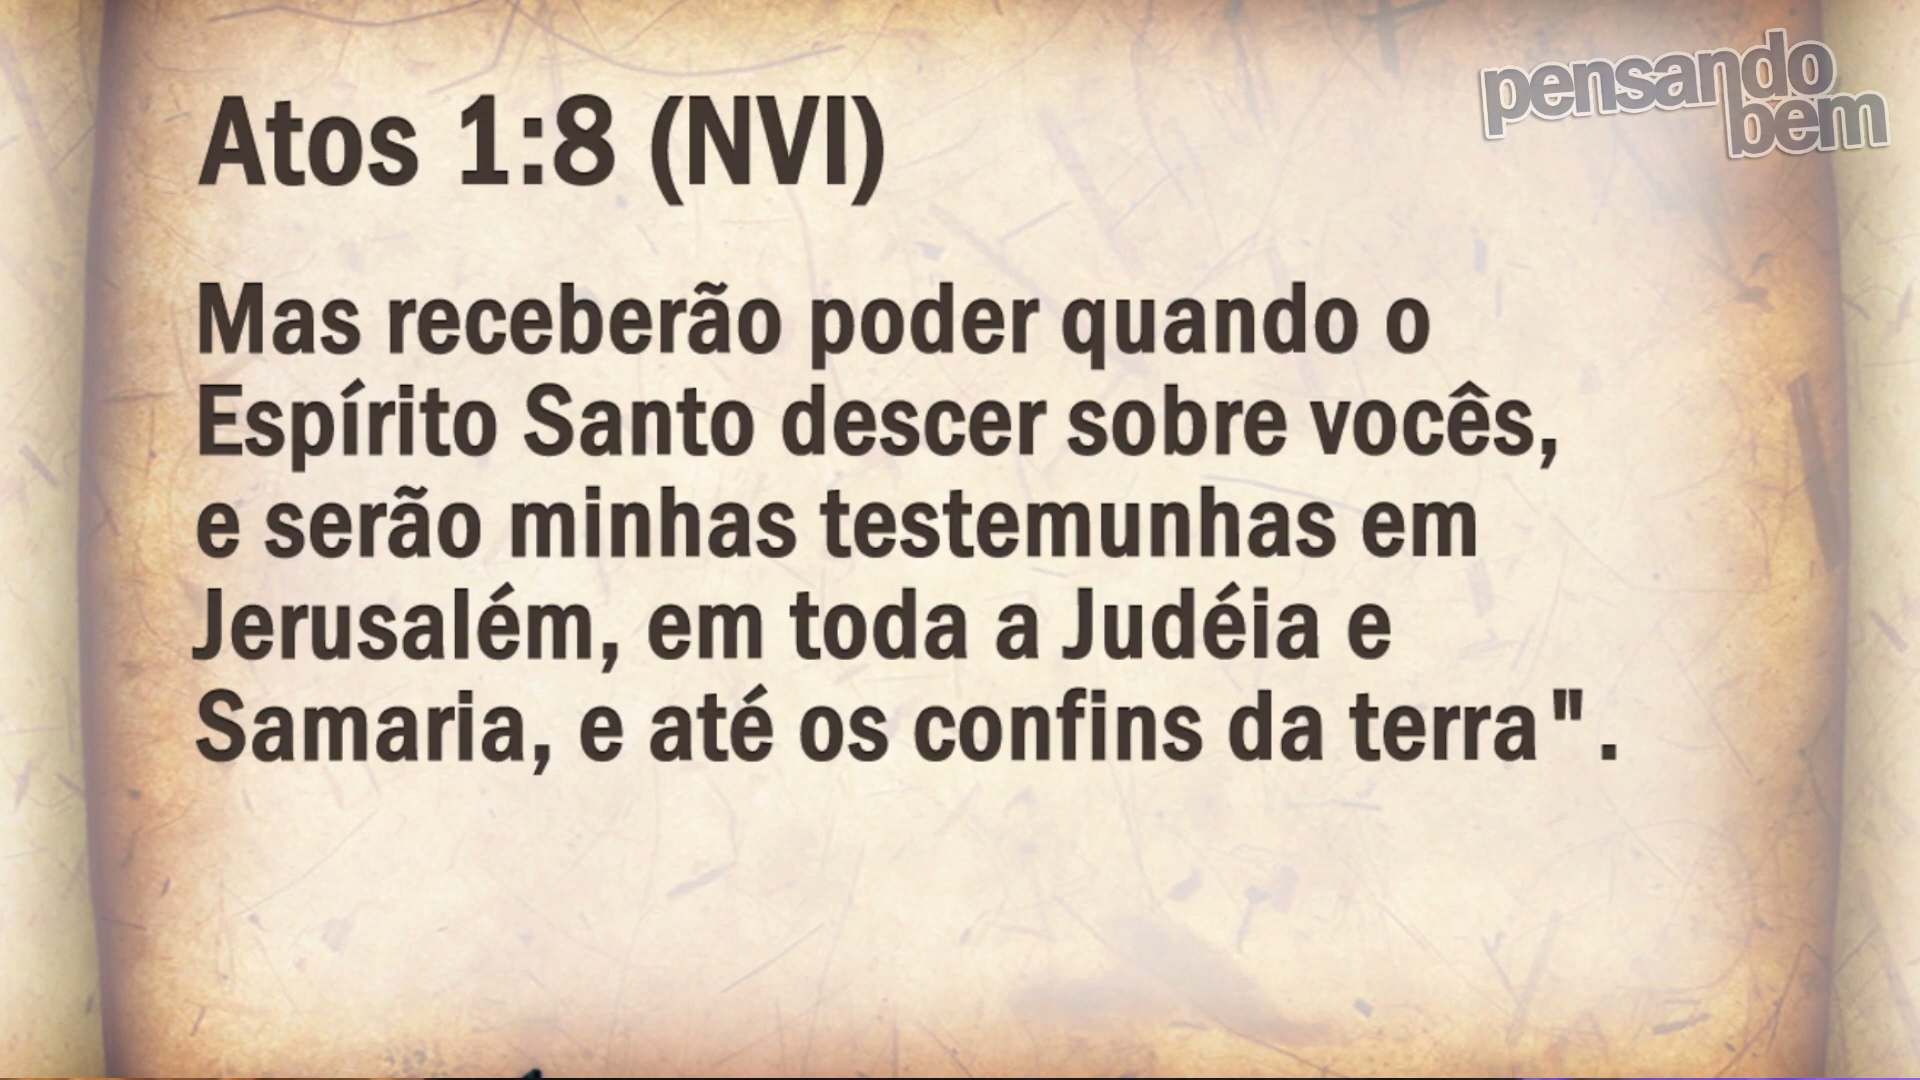 pensando
bem
Atos 1:8 (NVI)
Mas receberão poder quando o
Espírito Santo descer sobre vocês,
e serão minhas testemunhas em
Jerusalém, em toda a Judéia e
Samaria, e até os confins da terra".